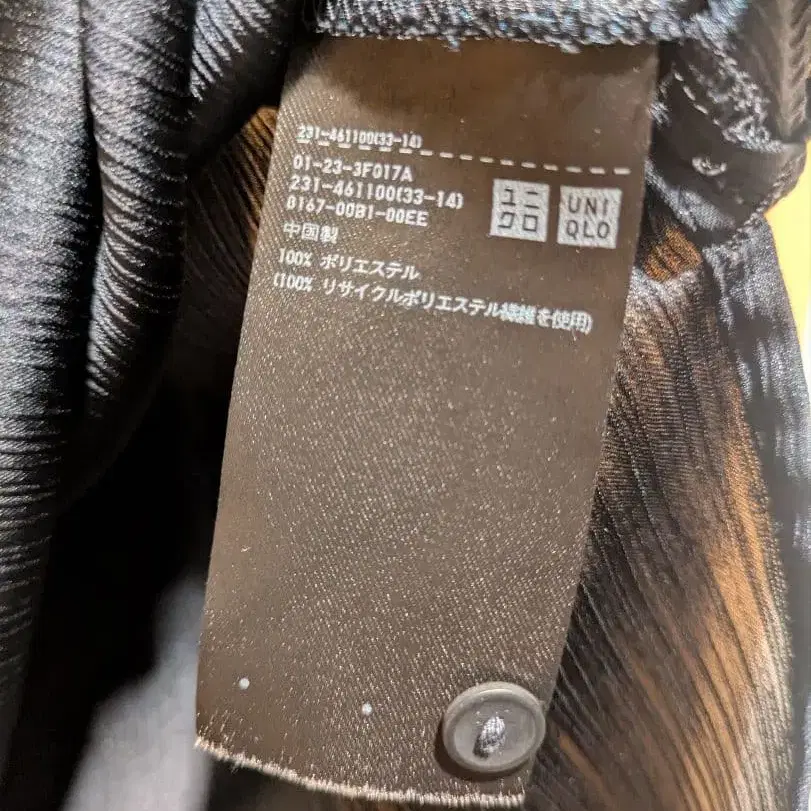 231-461100(33-14)
01-23-3F017A
231-461100(33-14)
8167-0081-00EE
ユニ
クロ
UNI
QLO
中国製
100% ポリエステル
(100% リサイクルポリエステル繊維を使用)